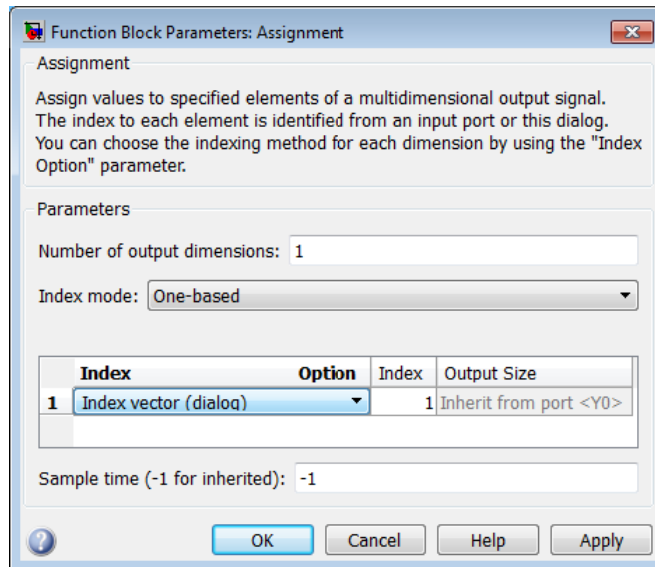 Function Block Parameters: Assignment
Assignment
Assign values to specified elements of a multidimensional output signal.
The index to each element is identified from an input port or this dialog.
You can choose the indexing method for each dimension by using the "Index
Option" parameter.
Parameters
Number of output dimensions: 1
Index mode: One-based
Index Option Index Output Size
1 Index vector (dialog) 1 Inherit from port <Y0>
Sample time (-1 for inherited): -1
? OK Cancel Help Apply